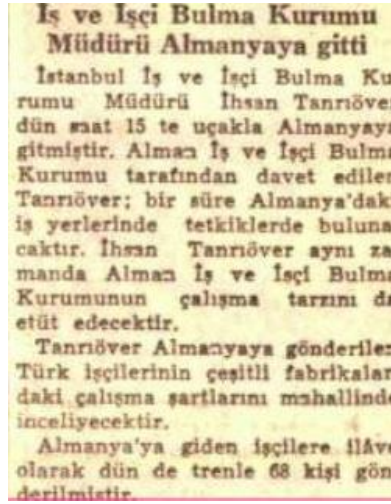 İş ve İşçi Bulma Kurumu
Müdürü Almanyaya gitti
İstanbul İş ve İşçi Bulma Ku
rumu Müdürü İhsan Tanrıöver
dün saat 15 te uçakla Almanyaya
gitmiştir. Alman İş ve İşçi Bulma
Kurumu tarafından davet edilen
Tanrıöver; bir süre Almanya'daki
iş yerlerinde tetkiklerde buluna
caktır. İhsan Tanrıöver aynı za
manda Alman İş ve İşçi Bulma
Kurumunun çalışma tarzını da
etüt edecektir.
Tanrıöver Almanyaya gönderilen
Türk işçilerinin çeşitli fabrikalar
daki çalışma şartlarını mahallinde
inceliyecektir.
Almanya'ya giden işçilere ilâve
olarak dün de trenle 68 kişi gön
derilmiştir.